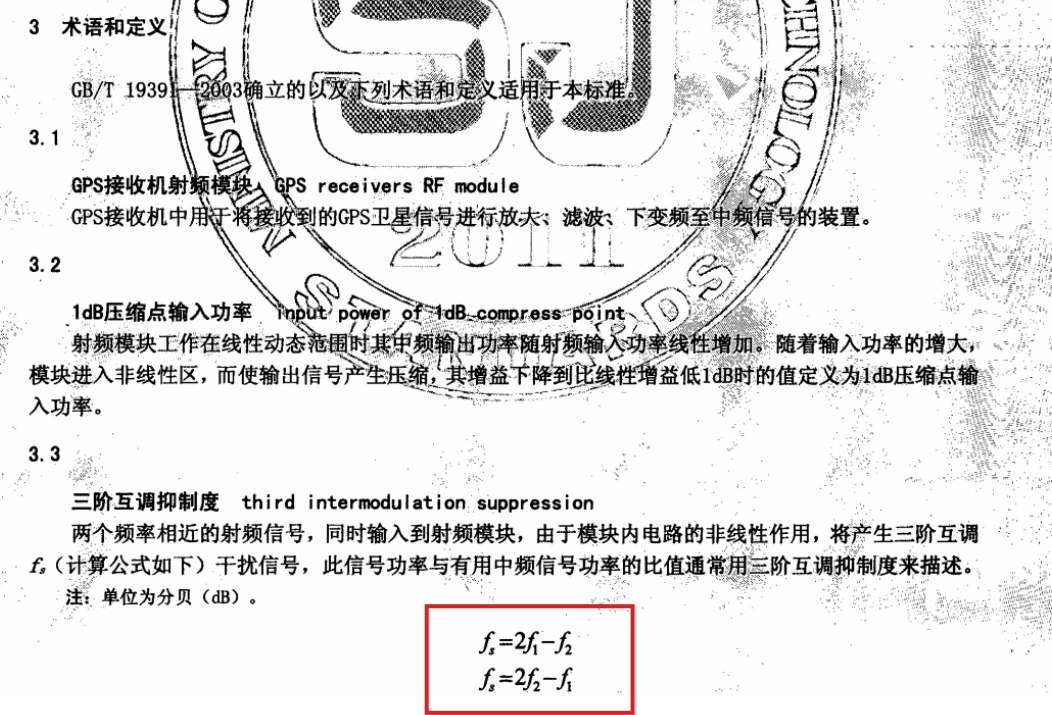 3 术语和定义
GB/T 19391—2003确立的以及下列术语和定义适用于本标准。
3.1
GPS接收机射频模块 GPS receivers RF module
GPS接收机中用于将接收到的GPS卫星信号进行放大、滤波、下变频至中频信号的装置。
3.2
1dB压缩点输入功率 input power of 1dB compress point
射频模块工作在线性动态范围时其中频输出功率随射频输入功率线性增加。随着输入功率的增大，
模块进入非线性区，而使输出信号产生压缩，其增益下降到比线性增益低1dB时的值定义为1dB压缩点输
入功率。
3.3
三阶互调抑制度 third intermodulation suppression
两个频率相近的射频信号，同时输入到射频模块，由于模块内电路的非线性作用，将产生三阶互调
fs（计算公式如下）干扰信号，此信号功率与有用中频信号功率的比值通常用三阶互调抑制度来描述。
注：单位为分贝（dB）。
fs=2f1−f2
fs=2f2−f1
SJ
2011
MINISTRY O
STANDARDS
CHNOLOGY